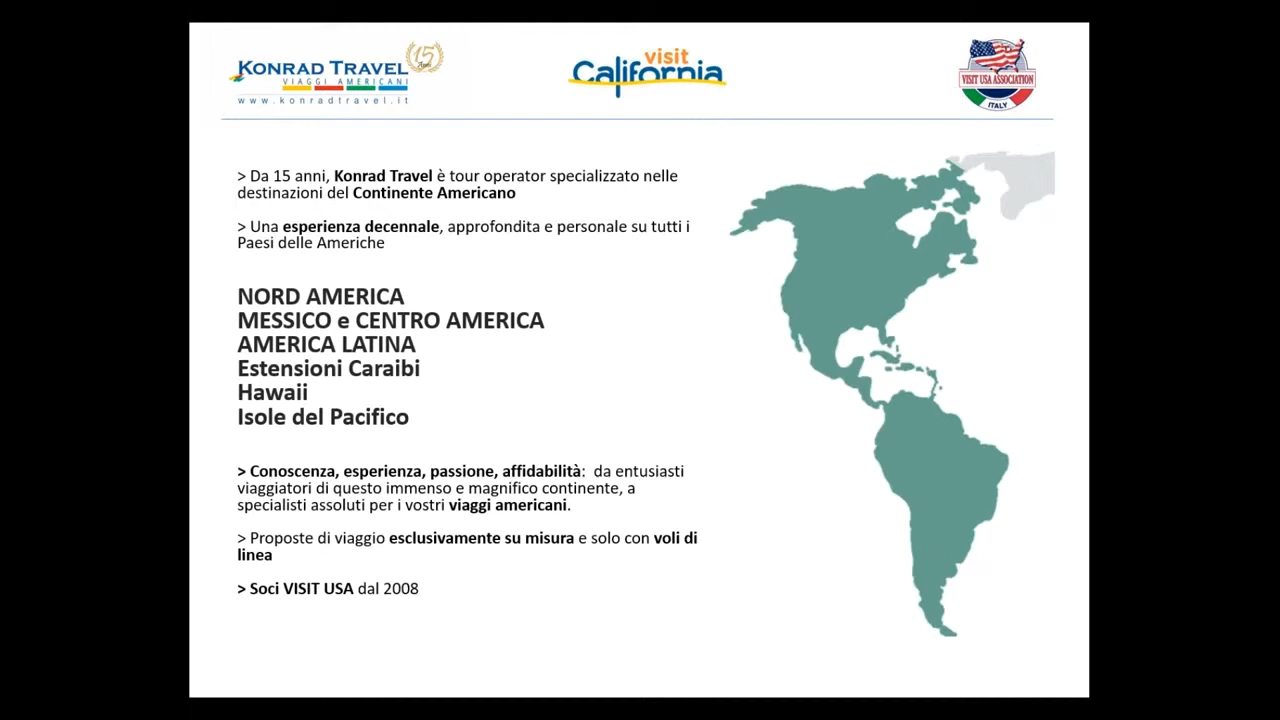 KONRAD TRAVEL
15
Anni
VIAGGI AMERICANI
www.konradtravel.it
visit
California
VISIT USA ASSOCIATION
ITALY
> Da 15 anni, Konrad Travel è tour operator specializzato nelle
destinazioni del Continente Americano
> Una esperienza decennale, approfondita e personale su tutti i
Paesi delle Americhe
NORD AMERICA
MESSICO e CENTRO AMERICA
AMERICA LATINA
Estensioni Caraibi
Hawaii
Isole del Pacifico
> Conoscenza, esperienza, passione, affidabilità:  da entusiasti
viaggiatori di questo immenso e magnifico continente, a
specialisti assoluti per i vostri viaggi americani.
> Proposte di viaggio esclusivamente su misura e solo con voli di
linea
> Soci VISIT USA dal 2008